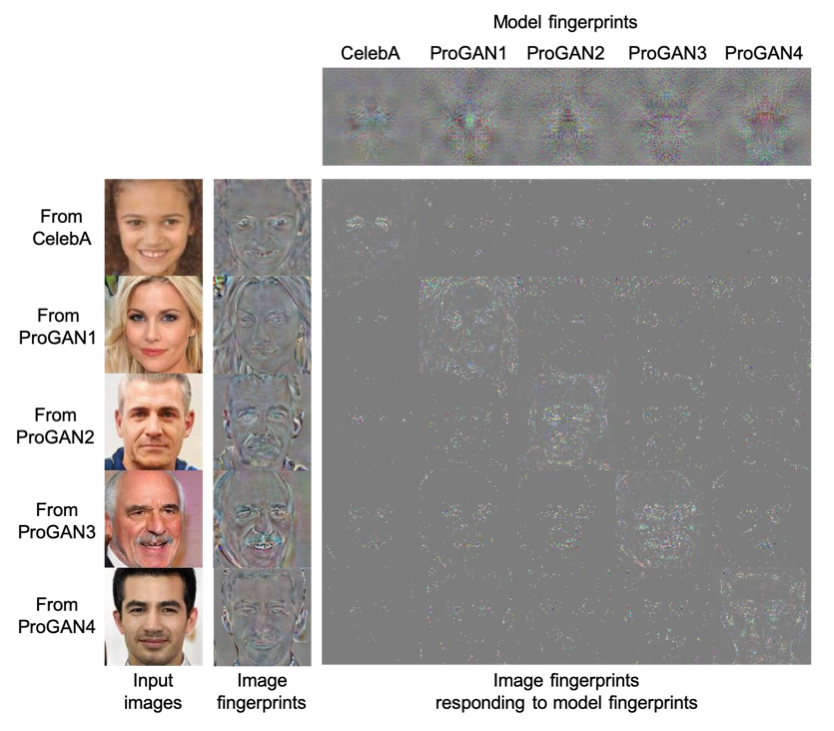 Model fingerprints
CelebA ProGAN1 ProGAN2 ProGAN3 ProGAN4
From
CelebA
From
ProGAN1
From
ProGAN2
From
ProGAN3
From
ProGAN4
Input
images
Image
fingerprints
Image fingerprints
responding to model fingerprints